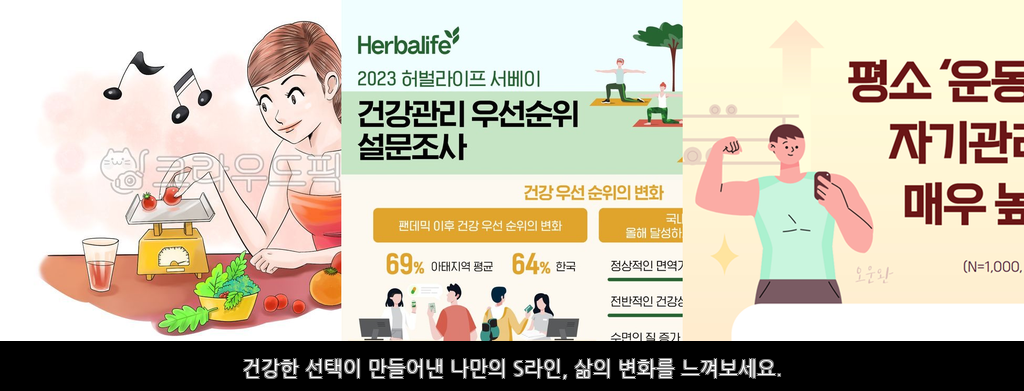 크라우드픽
Herbalife
2023 허벌라이프 서베이
건강관리 우선순위
설문조사
건강 우선 순위의 변화
팬데믹 이후 건강 우선 순위의 변화
국내
올해 달성하
69% 아태지역 평균 64% 한국
정상적인 면역기
전반적인 건강상
수면의 질 증가
평소 ‘운동
자기관리
매우 높
(N=1,000,
오운완
건강한 선택이 만들어낸 나만의 S라인, 삶의 변화를 느껴보세요.